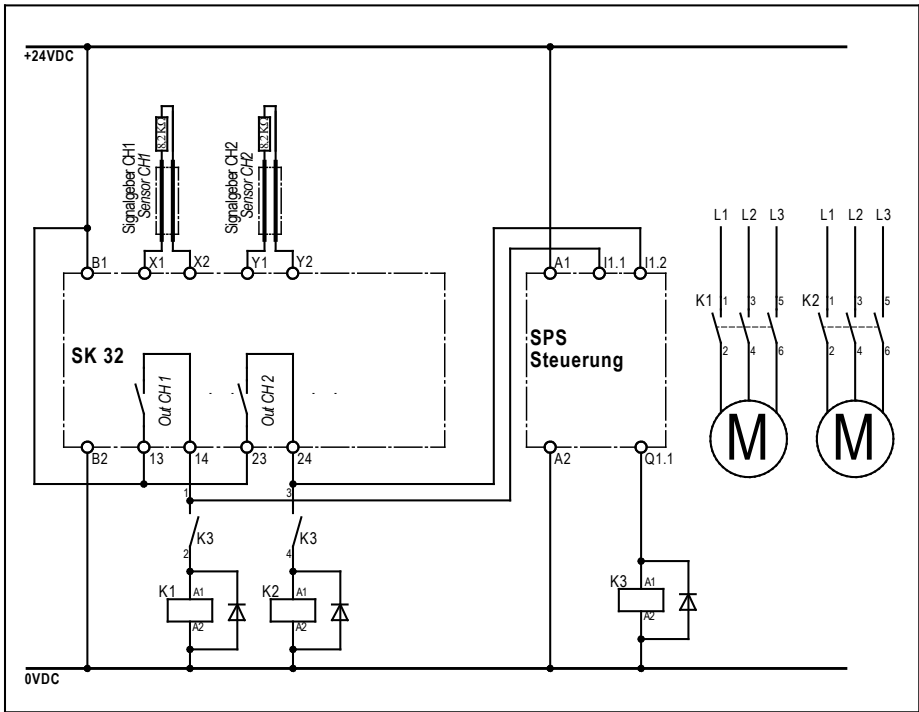 +24VDC
Signalgeber CH1
Sensor CH1
8.2 KΩ
Signalgeber CH2
Sensor CH2
8.2 KΩ
L1 L2 L3
L1 L2 L3
B1 X1 X2 Y1 Y2
A1 I1.1 I1.2
K1 1 3 5
K2 1 3 5
2 4 6
2 4 6
SK 32
SPS
Steuerung
Out CH 1
Out CH 2
M
M
B2 13 14 23 24
A2 Q1.1
1
3
K3
K3
2
4
K1 A1
A2
K2 A1
A2
K3 A1
A2
0VDC